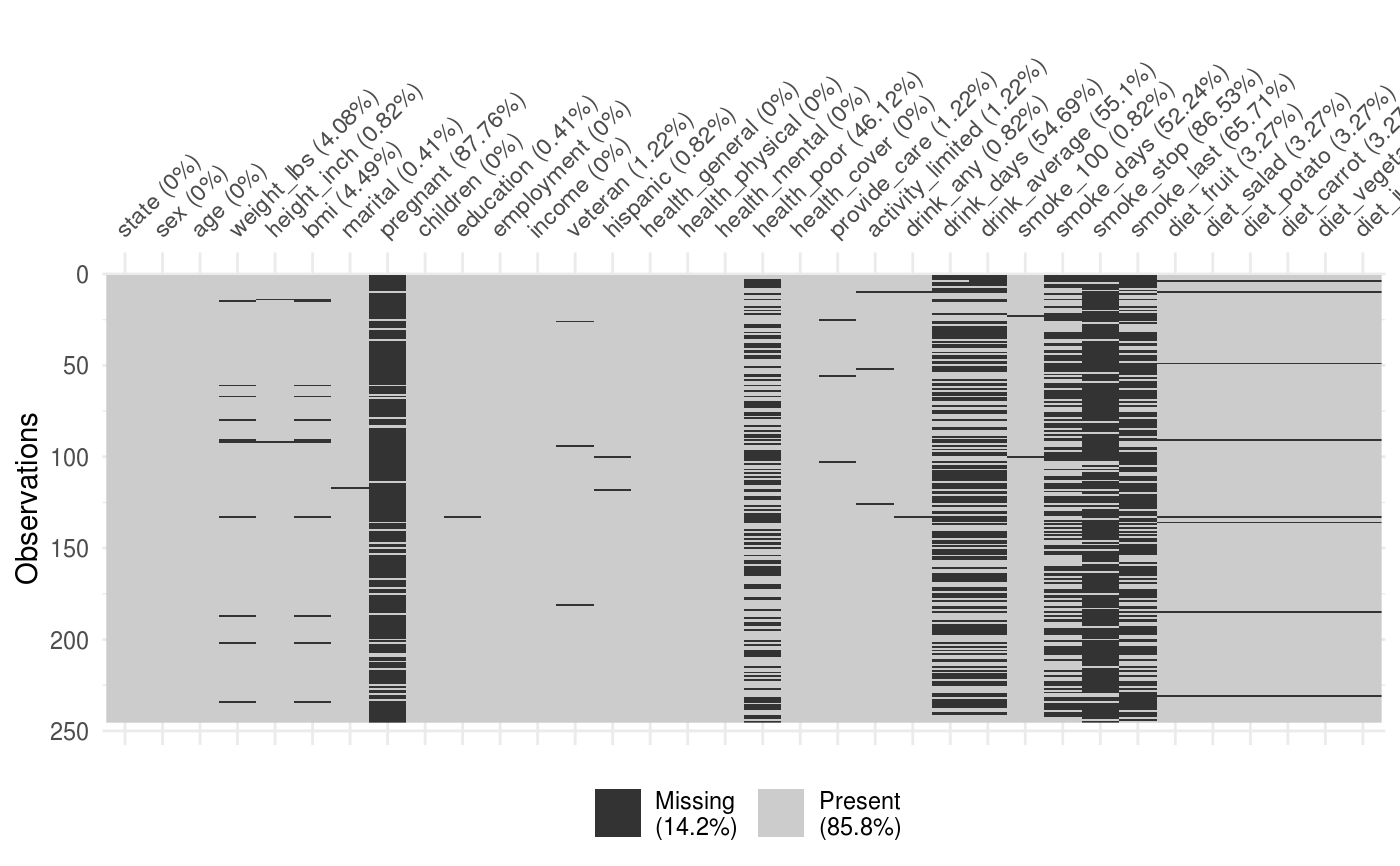 state (0%)
sex (0%)
age (0%)
weight_lbs (4.08%)
height_inch (0.82%)
bmi (4.49%)
marital (0.41%)
pregnant (87.76%)
children (0%)
education (0.41%)
employment (0%)
income (0%)
veteran (1.22%)
hispanic (0.82%)
health_general (0%)
health_physical (0%)
health_mental (0%)
health_poor (46.12%)
health_cover (0%)
provide_care (1.22%)
activity_limited (1.22%)
drink_any (0.82%)
drink_days (54.69%)
drink_average (55.1%)
smoke_100 (0.82%)
smoke_days (52.24%)
smoke_stop (86.53%)
smoke_last (65.71%)
diet_fruit (3.27%)
diet_salad (3.27%)
diet_potato (3.27%)
diet_carrot (3.27
diet_vegeta
diet_
0
50
100
150
200
250
Observations
Missing
(14.2%)
Present
(85.8%)